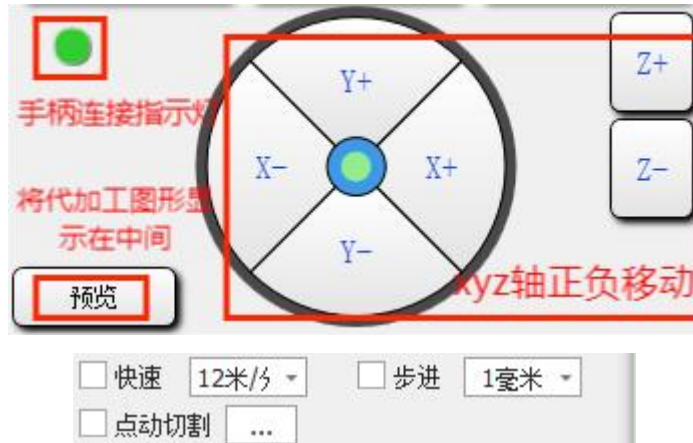 Y+
Z+
手柄连接指示灯
X-
X+
Z-
将代加工图形显
示在中间
Y-
预览
xyz轴正负移动
快速 12米/
步进 1毫米
点动切割 ...